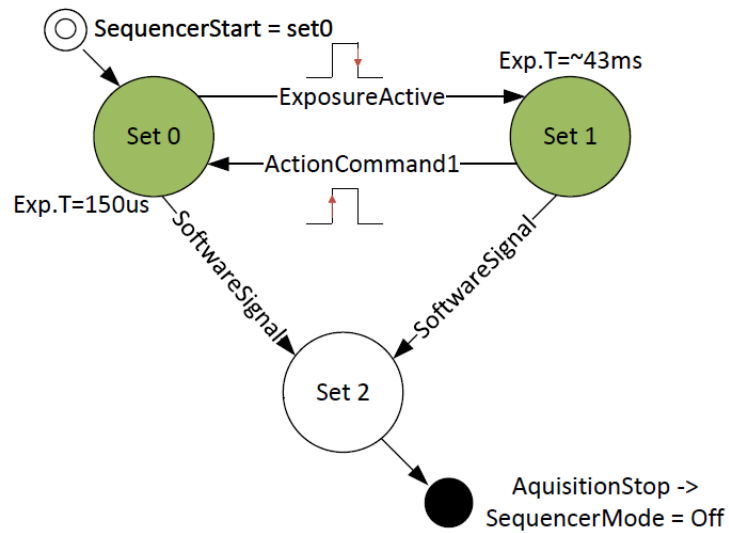 SequencerStart = set0
Exp.T=~43ms
ExposureActive
Set 0
Set 1
ActionCommand1
Exp.T=150us
SoftwareSignal
SoftwareSignal
Set 2
AquisitionStop ->
SequencerMode = Off